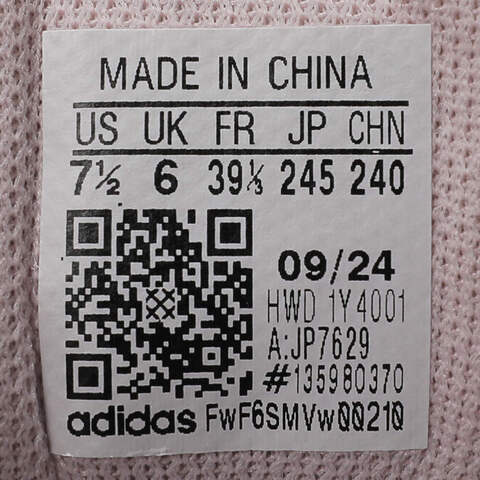 MADE IN CHINA
US UK FR JP CHN
7½ 6 39⅓ 245 240
09/24
HWD 1Y4001
A:JP7629
#135980370
adidas FwF6SMVw00210